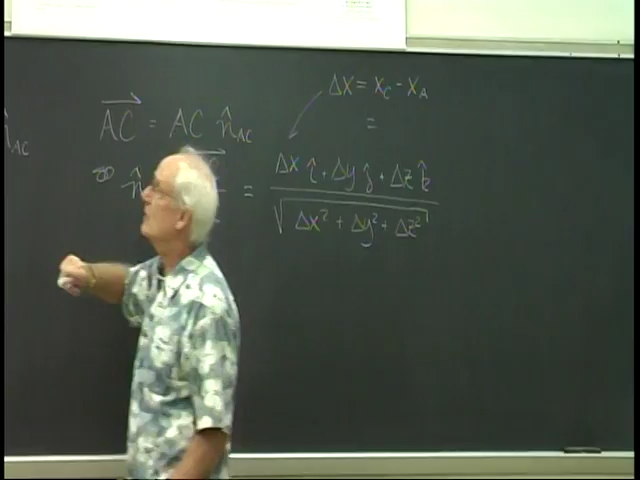 Δx = x_C - x_A
n̂_AC
AC⃗ = AC n̂_AC
=
so n̂ = Δx î + Δy ĵ + Δz k̂
√Δx² + Δy² + Δz²